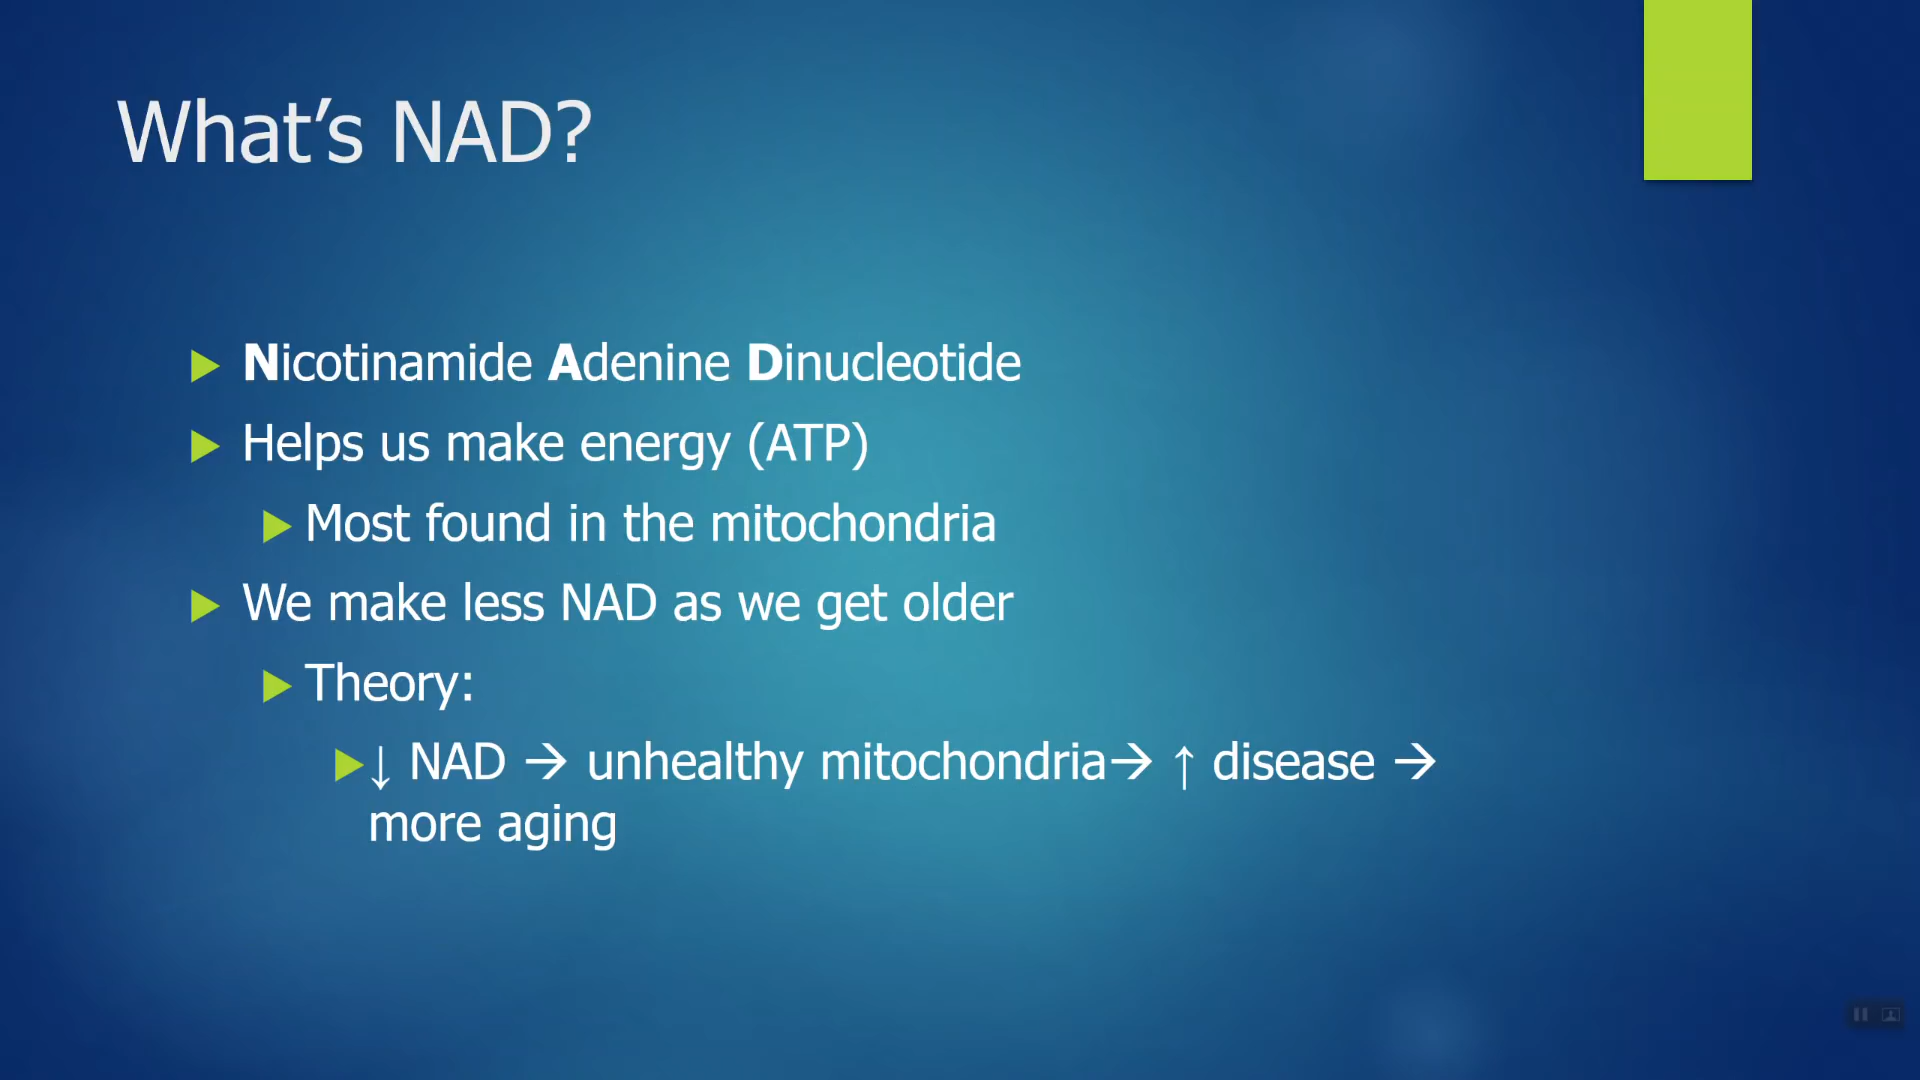 What’s NAD?
Nicotinamide Adenine Dinucleotide
Helps us make energy (ATP)
Most found in the mitochondria
We make less NAD as we get older
Theory:
↓ NAD → unhealthy mitochondria→ ↑ disease →
more aging